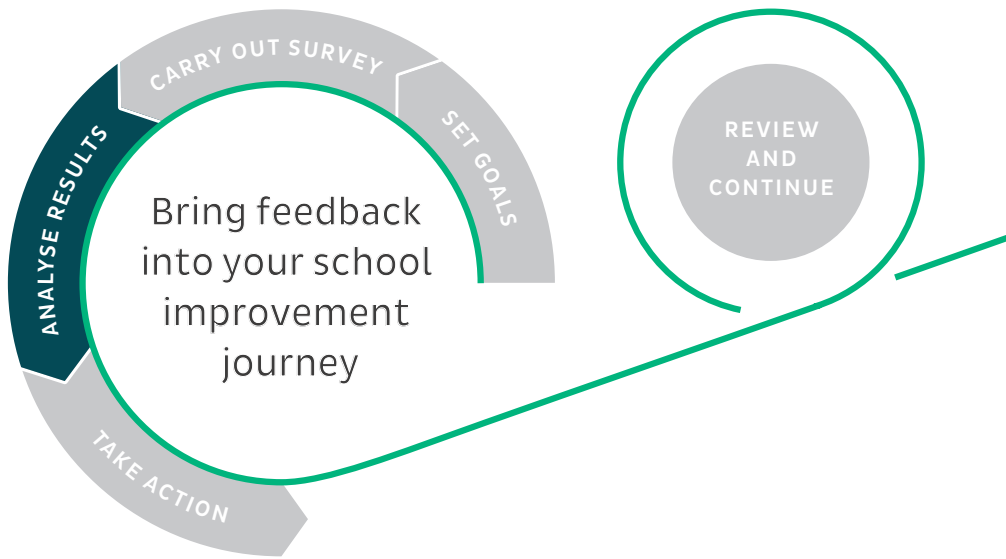 CARRY OUT SURVEY
SET GOALS
ANALYSE RESULTS
TAKE ACTION
Bring feedback
into your school
improvement
journey
REVIEW
AND
CONTINUE